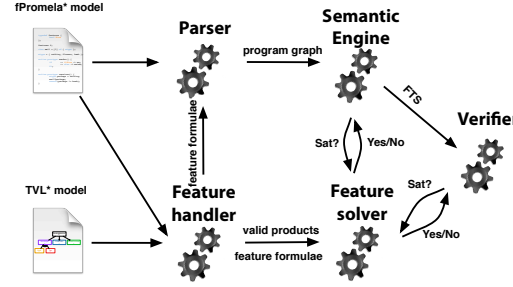 fPromela* model
Parser
Semantic
Engine
program graph
FTS
feature formulae
Sat?
Yes/No
Verifier
TVL* model
Feature
handler
valid products
feature formulae
Feature
solver
Sat?
Yes/No